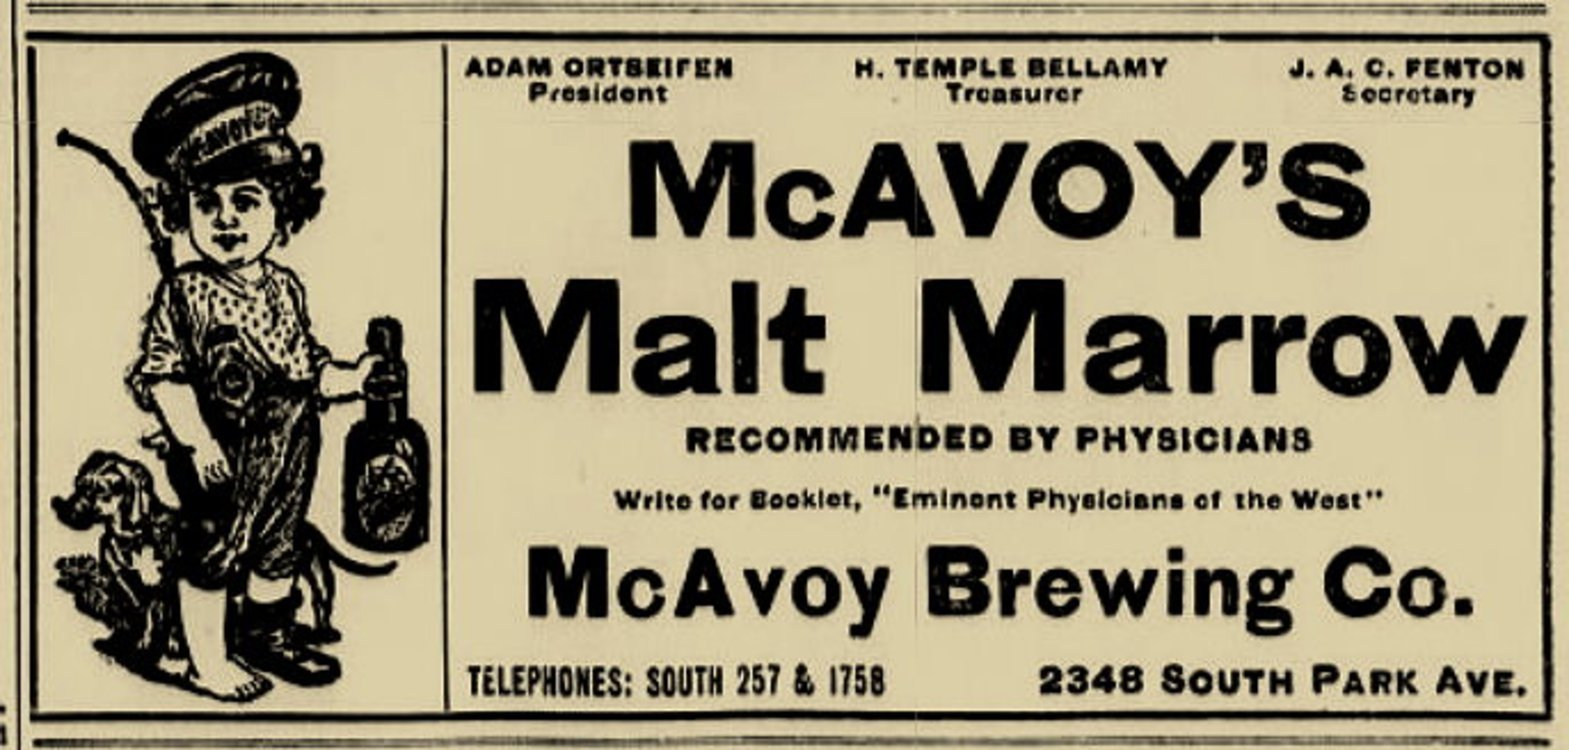 ADAM ORTSEIFEN H. TEMPLE BELLAMY J. A. C. FENTON
President Treasurer Secretary
McAVOY'S
Malt Marrow
RECOMMENDED BY PHYSICIANS
Write for Booklet, "Eminent Physicians of the West"
McAvoy Brewing Co.
TELEPHONES: SOUTH 257 & 1758 2348 SOUTH PARK AVE.
McAVOY'S